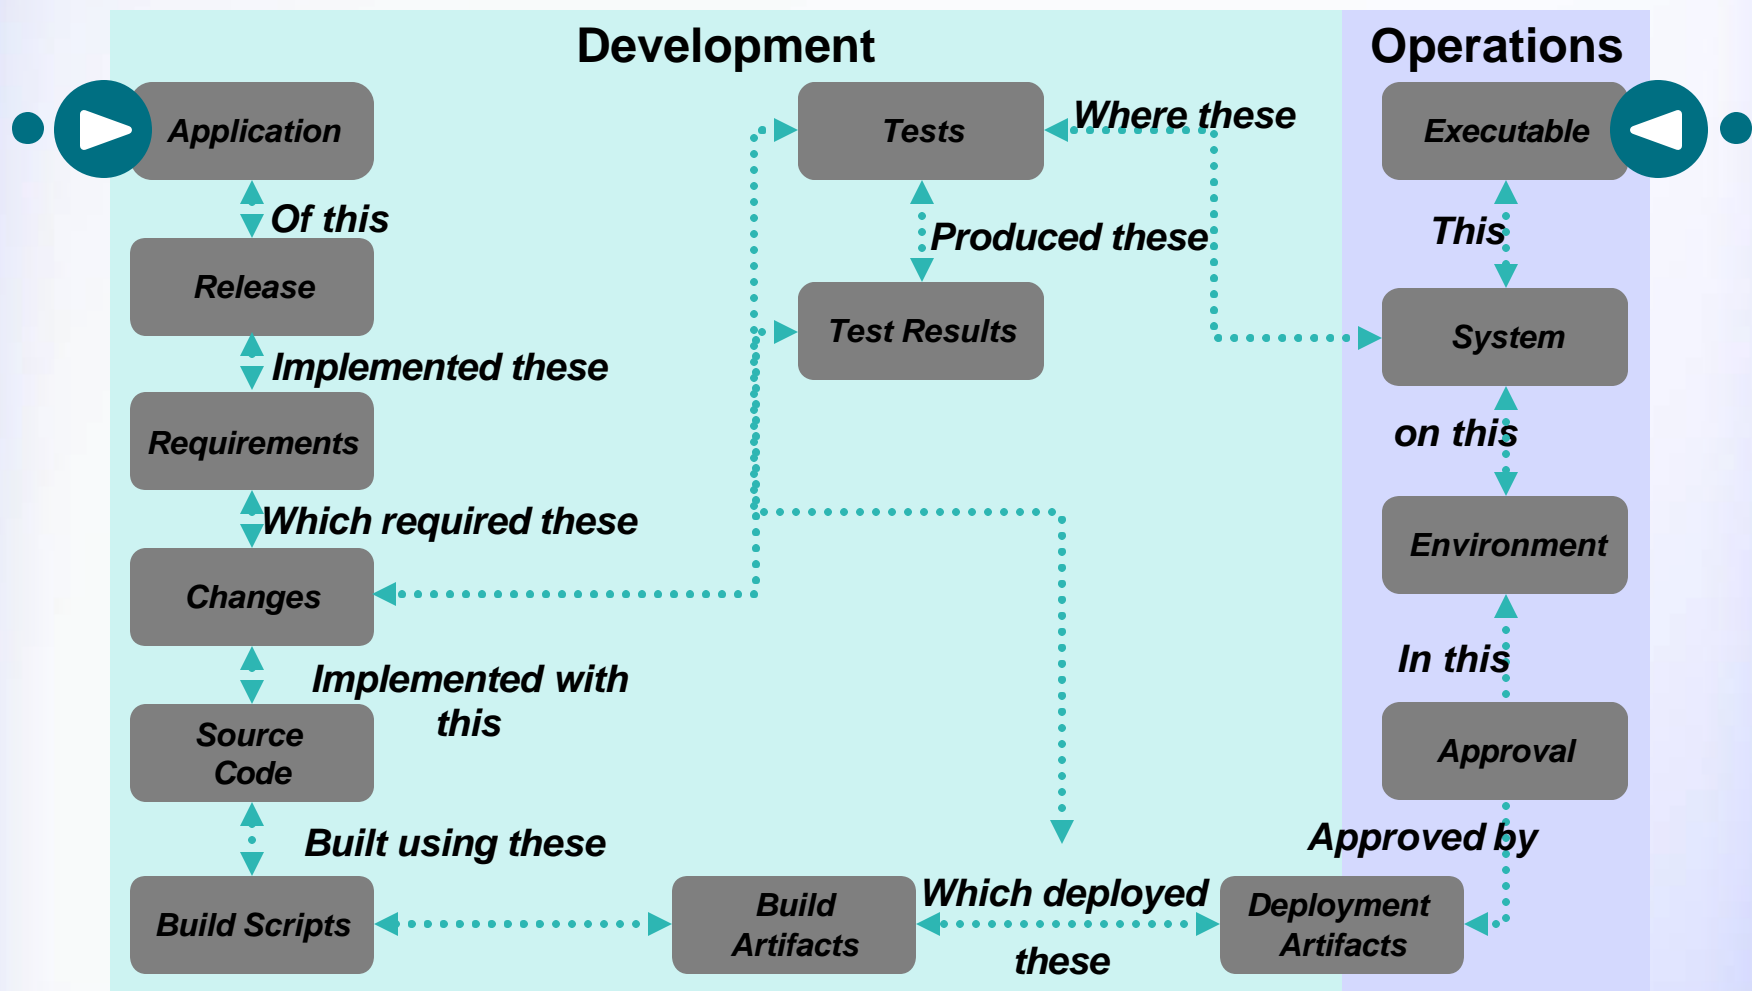 Development
Operations
Application
Tests
Where these
Executable
Of this
This
Produced these
Release
Test Results
System
Implemented these
on this
Requirements
Which required these
Environment
Changes
Implemented with
this
In this
Source
Code
Approval
Built using these
Approved by
Build Scripts
Build
Artifacts
Which deployed
these
Deployment
Artifacts